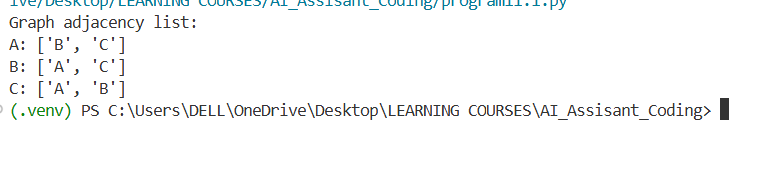 ive/Desktop/LEARNING COURSES/AI_Assisant_Coding/program11.1.py
Graph adjacency list:
A: ['B', 'C']
B: ['A', 'C']
C: ['A', 'B']
(.venv) PS C:\Users\DELL\OneDrive\Desktop\LEARNING COURSES\AI_Assisant_Coding>